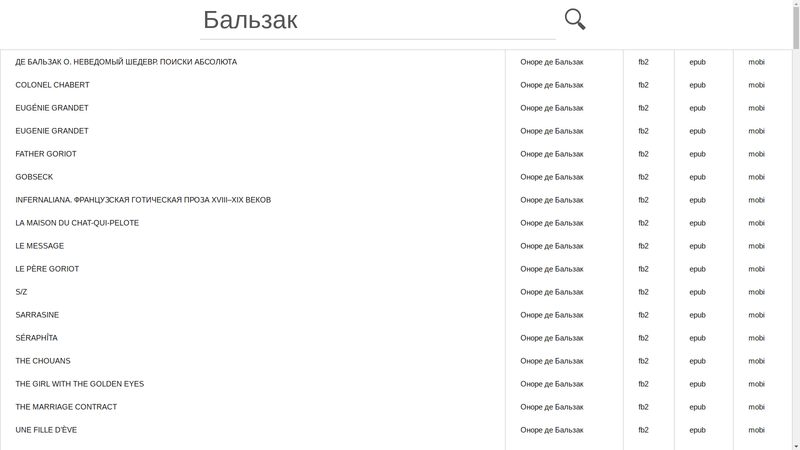 Бальзак
ДЕ БАЛЬЗАК О. НЕВЕДОМЫЙ ШЕДЕВР. ПОИСКИ АБСОЛЮТА Оноре де Бальзак fb2 epub mobi
COLONEL CHABERT Оноре де Бальзак fb2 epub mobi
EUGÉNIE GRANDET Оноре де Бальзак fb2 epub mobi
EUGENIE GRANDET Оноре де Бальзак fb2 epub mobi
FATHER GORIOT Оноре де Бальзак fb2 epub mobi
GOBSECK Оноре де Бальзак fb2 epub mobi
INFERNALIANA. ФРАНЦУЗСКАЯ ГОТИЧЕСКАЯ ПРОЗА XVIII–XIX ВЕКОВ Оноре де Бальзак fb2 epub mobi
LA MAISON DU CHAT-QUI-PELOTE Оноре де Бальзак fb2 epub mobi
LE MESSAGE Оноре де Бальзак fb2 epub mobi
LE PÈRE GORIOT Оноре де Бальзак fb2 epub mobi
S/Z Оноре де Бальзак fb2 epub mobi
SARRASINE Оноре де Бальзак fb2 epub mobi
SÉRAPHÎTA Оноре де Бальзак fb2 epub mobi
THE CHOUANS Оноре де Бальзак fb2 epub mobi
THE GIRL WITH THE GOLDEN EYES Оноре де Бальзак fb2 epub mobi
THE MARRIAGE CONTRACT Оноре де Бальзак fb2 epub mobi
UNE FILLE D'ÈVE Оноре де Бальзак fb2 epub mobi